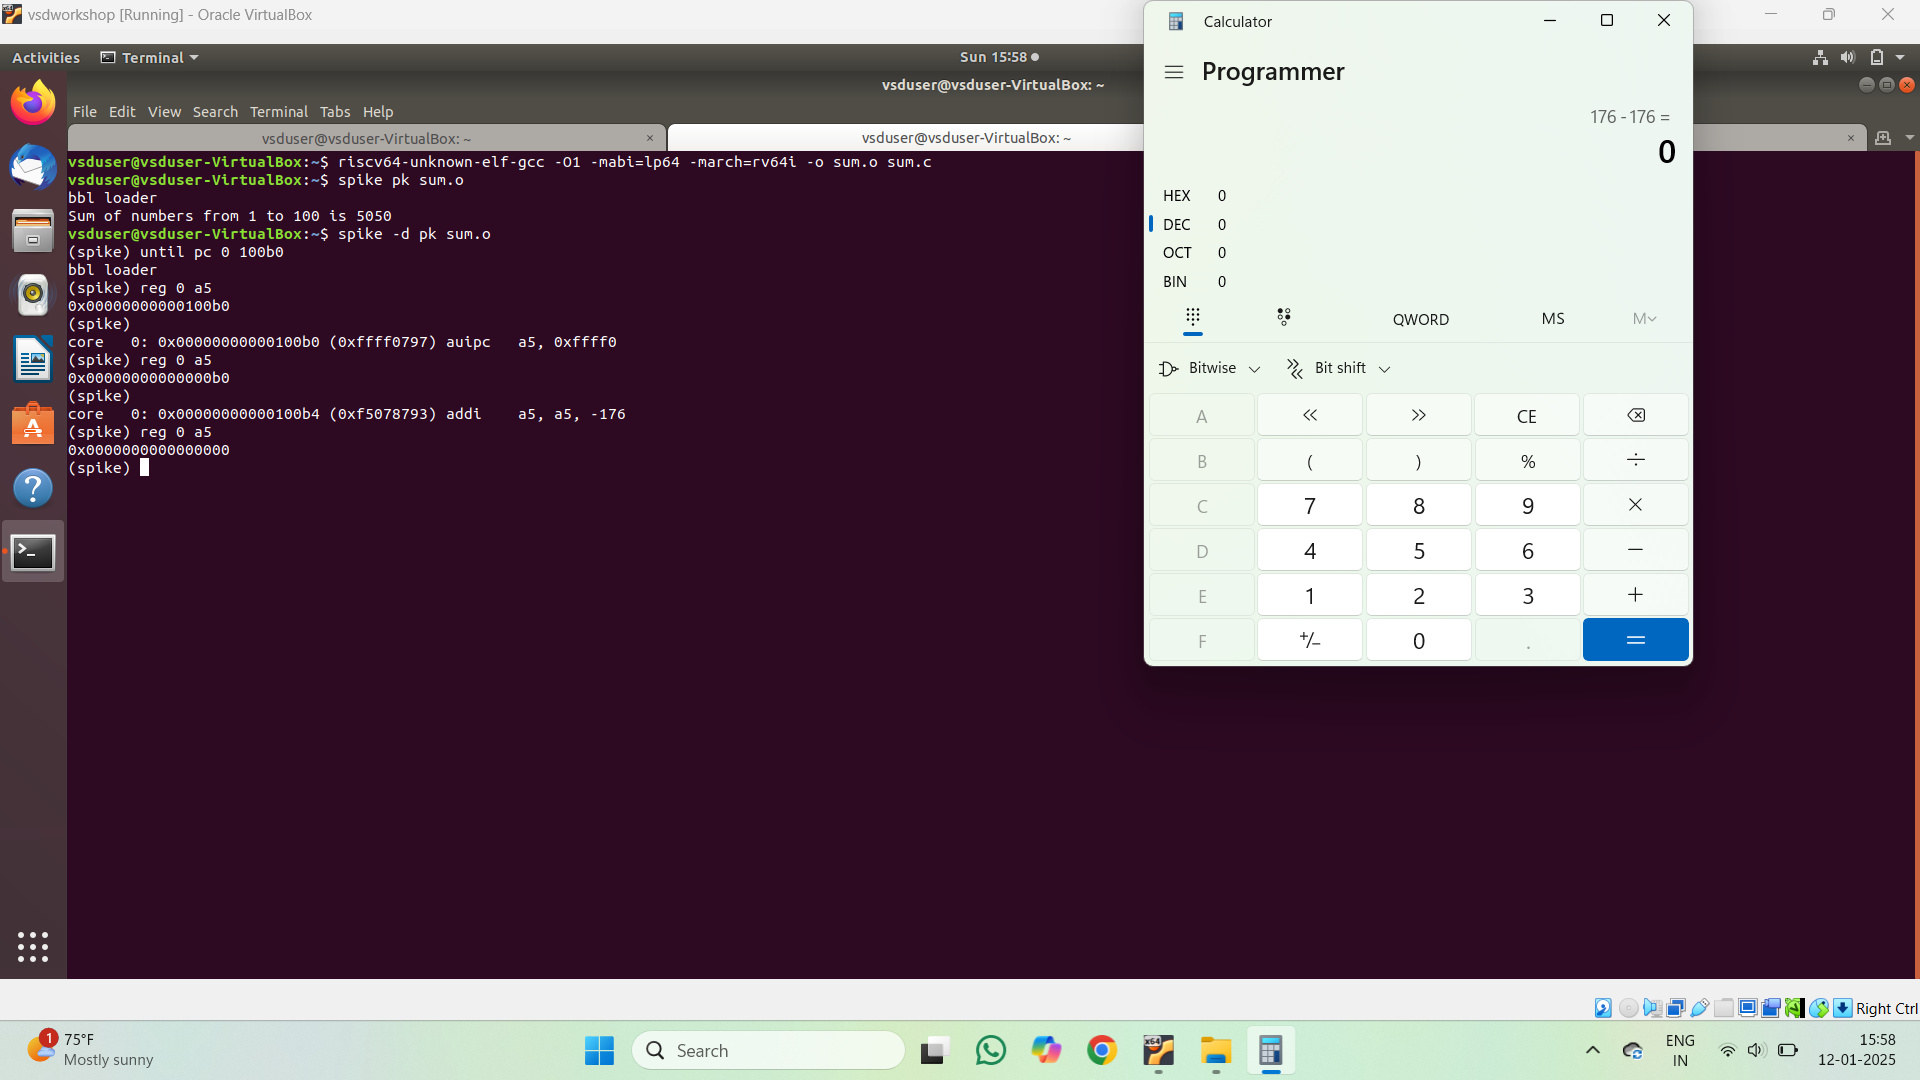 vsdworkshop [Running] - Oracle VirtualBox
Activities Terminal Sun 15:58
vsduser@vsduser-VirtualBox: ~
File Edit View Search Terminal Tabs Help
vsduser@vsduser-VirtualBox: ~ × vsduser@vsduser-VirtualBox: ~ ×
vsduser@vsduser-VirtualBox:~$ riscv64-unknown-elf-gcc -O1 -mabi=lp64 -march=rv64i -o sum.o sum.c
vsduser@vsduser-VirtualBox:~$ spike pk sum.o
bbl loader
Sum of numbers from 1 to 100 is 5050
vsduser@vsduser-VirtualBox:~$ spike -d pk sum.o
(spike) until pc 0 100b0
bbl loader
(spike) reg 0 a5
0x00000000000100b0
(spike)
core   0: 0x00000000000100b0 (0xffff0797) auipc   a5, 0xffff0
(spike) reg 0 a5
0x00000000000000b0
(spike)
core   0: 0x00000000000100b4 (0xf5078793) addi    a5, a5, -176
(spike) reg 0 a5
0x0000000000000000
(spike)
Calculator
Programmer
176 - 176 =
0
HEX 0
DEC 0
OCT 0
BIN 0
QWORD MS M
Bitwise Bit shift
A << >> CE
B ( ) % ÷
C 7 8 9 ×
D 4 5 6 −
E 1 2 3 +
F +/− 0 . =
Right Ctrl
1 75°F
Mostly sunny
Search
x64
ENG
IN
15:58
12-01-2025